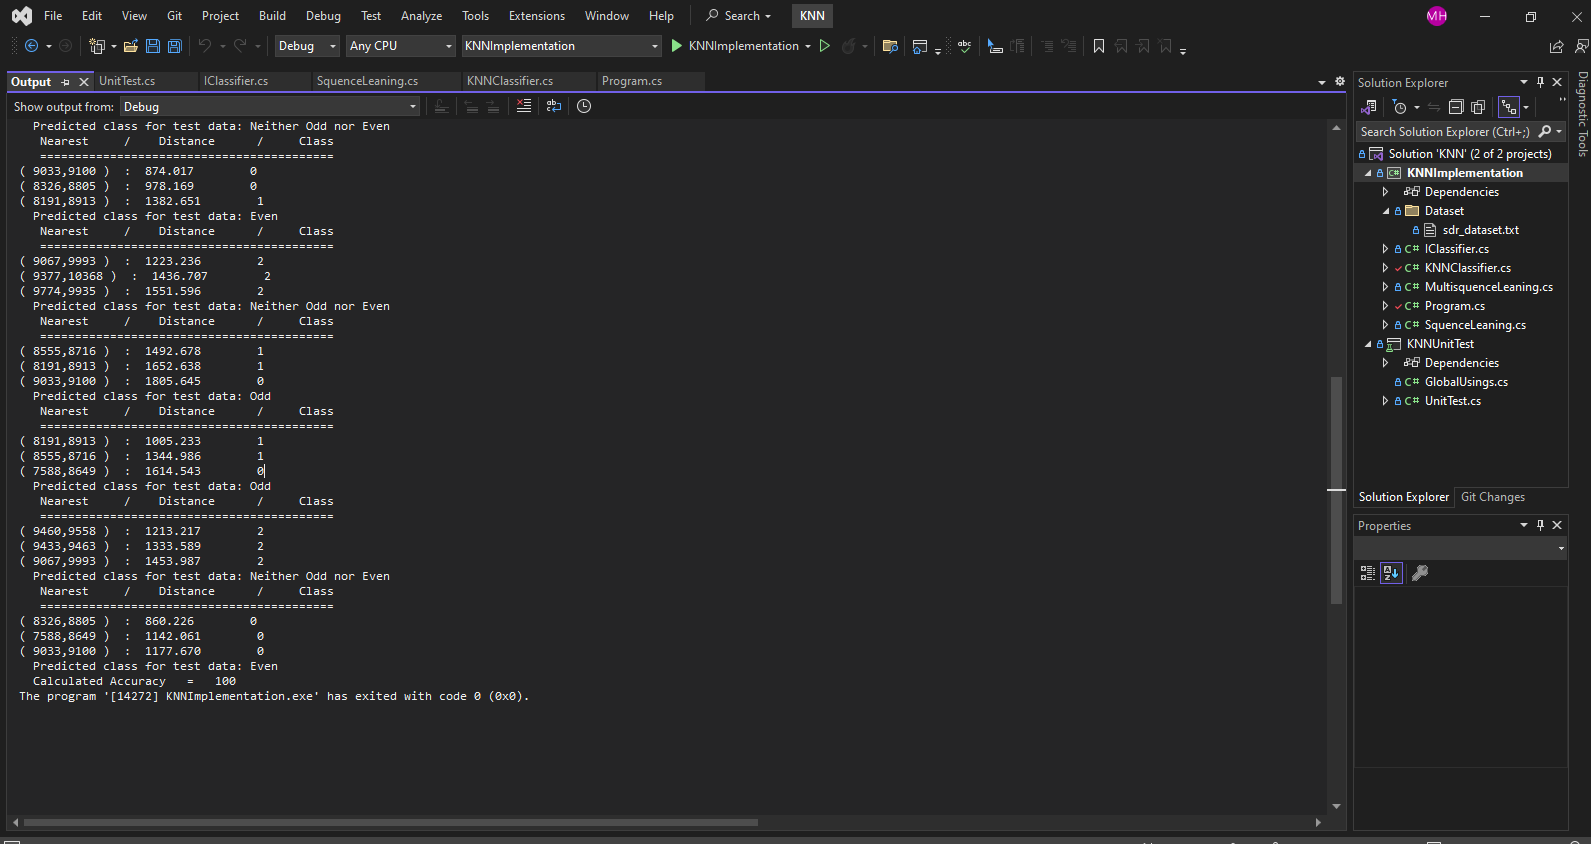 File Edit View Git Project Build Debug Test Analyze Tools Extensions Window Help Search KNN MH
Debug Any CPU KNNImplementation KNNImplementation
Output UnitTest.cs IClassifier.cs SquenceLeaning.cs KNNClassifier.cs Program.cs
Show output from: Debug
Predicted class for test data: Neither Odd nor Even
Nearest / Distance / Class
==========================================
( 9033,9100 ) : 874.017 0
( 8326,8805 ) : 978.169 0
( 8191,8913 ) : 1382.651 1
Predicted class for test data: Even
Nearest / Distance / Class
==========================================
( 9067,9993 ) : 1223.236 2
( 9377,10368 ) : 1436.707 2
( 9774,9935 ) : 1551.596 2
Predicted class for test data: Neither Odd nor Even
Nearest / Distance / Class
==========================================
( 8555,8716 ) : 1492.678 1
( 8191,8913 ) : 1652.638 1
( 9033,9100 ) : 1805.645 0
Predicted class for test data: Odd
Nearest / Distance / Class
==========================================
( 8191,8913 ) : 1005.233 1
( 8555,8716 ) : 1344.986 1
( 7588,8649 ) : 1614.543 0
Predicted class for test data: Odd
Nearest / Distance / Class
==========================================
( 9460,9558 ) : 1213.217 2
( 9433,9463 ) : 1333.589 2
( 9067,9993 ) : 1453.987 2
Predicted class for test data: Neither Odd nor Even
Nearest / Distance / Class
==========================================
( 8326,8805 ) : 860.226 0
( 7588,8649 ) : 1142.061 0
( 9033,9100 ) : 1177.670 0
Predicted class for test data: Even
Calculated Accuracy = 100
The program '[14272] KNNImplementation.exe' has exited with code 0 (0x0).
Solution Explorer
Search Solution Explorer (Ctrl+;)
Solution 'KNN' (2 of 2 projects)
KNNImplementation
Dependencies
Dataset
sdr_dataset.txt
C# IClassifier.cs
C# KNNClassifier.cs
C# MultisquenceLeaning.cs
C# Program.cs
C# SquenceLeaning.cs
KNNUnitTest
Dependencies
C# GlobalUsings.cs
C# UnitTest.cs
Solution Explorer Git Changes
Properties
Diagnostic Tools